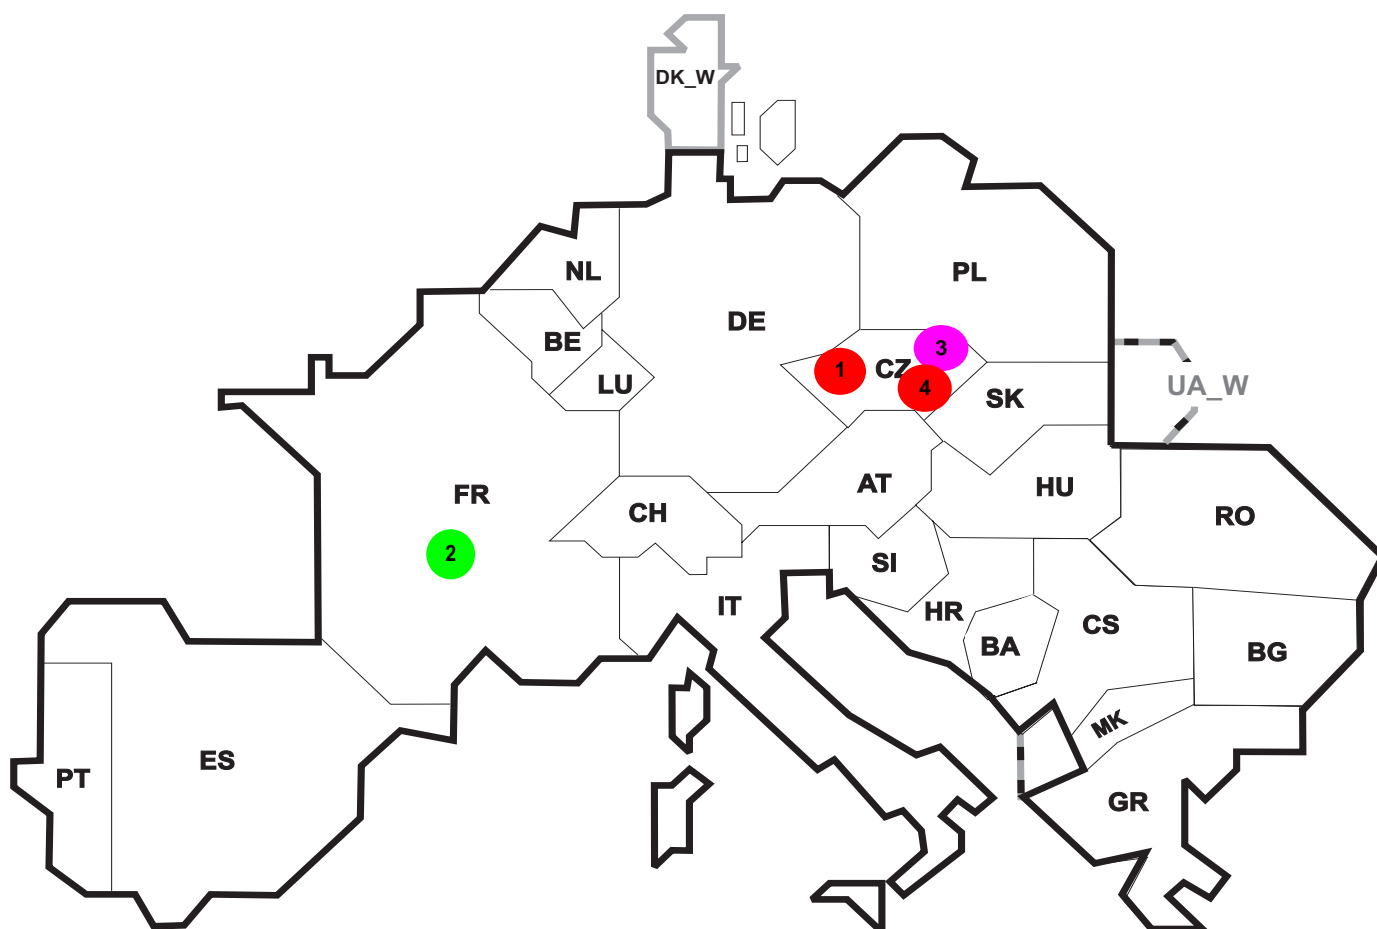 DK_W
NL
PL
DE
BE
3
1
CZ
LU
4
SK
UA_W
FR
AT
HU
CH
RO
2
SI
IT
HR
CS
BA
BG
MK
ES
PT
GR